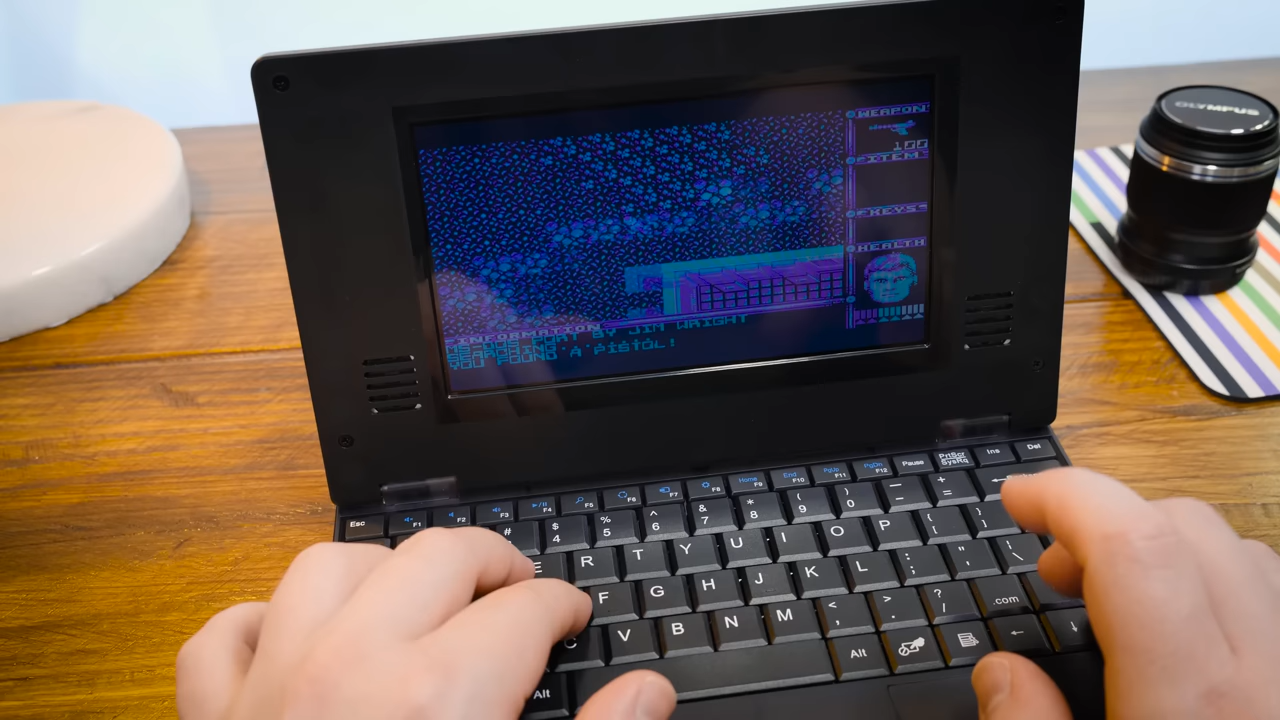 WEAPON
100
ITEM
KEYS
HEALTH
INFORMATION
PORT BY JIM WRIGHT
SEARCHING...
YOU FOUND A PISTOL!
OLYMPUS
Esc F1 F2 F3 F4 F5 F6 F7 F8 Home F9 End F10 PgUp F11 PgDn F12 Pause PrtScr SysRq Ins Del
# $ 4 % 5 ^ 6 & 7 * 8 ( 9 ) 0 _ - + = ←
E R T Y U I O P { [ } ]
F G H J K L : ; " ' | \
C V B N M < , > . ? / .com
Alt Alt ← ↓